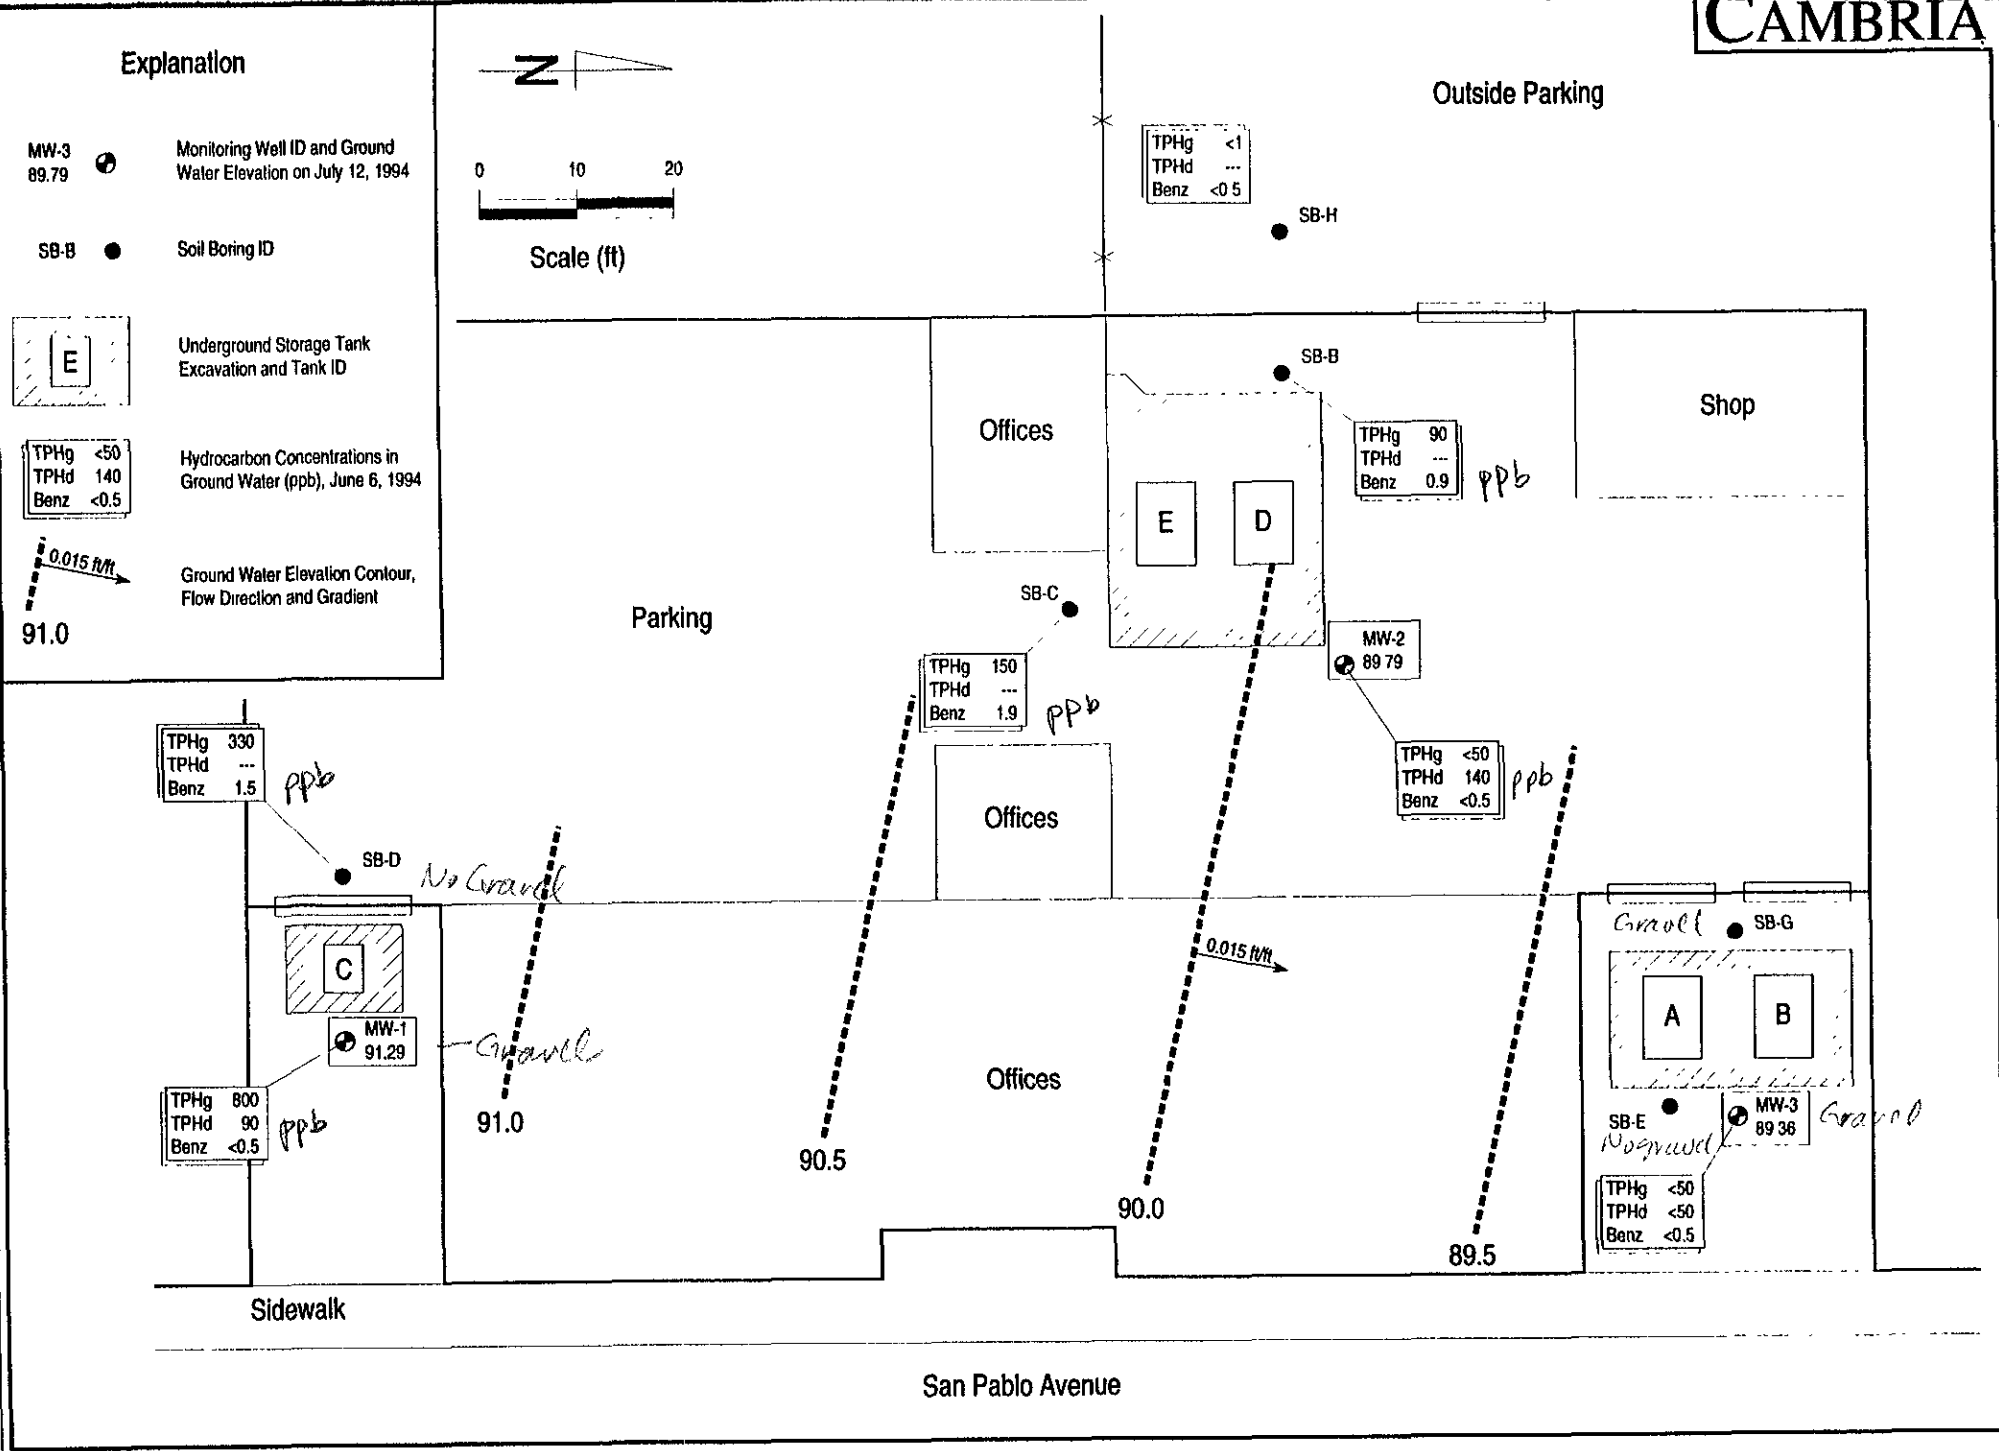 CAMBRIA
Explanation
MW-3
89.79
Monitoring Well ID and Ground
Water Elevation on July 12, 1994
SB-B
Soil Boring ID
E
Underground Storage Tank
Excavation and Tank ID
TPHg <50
TPHd 140
Benz <0.5
Hydrocarbon Concentrations in
Ground Water (ppb), June 6, 1994
0.015 ft/ft
91.0
Ground Water Elevation Contour,
Flow Direction and Gradient
N
0 10 20
Scale (ft)
Outside Parking
TPHg <1
TPHd ---
Benz <0 5
SB-H
SB-B
Offices
Shop
TPHg 90
TPHd ---
Benz 0.9
ppb
E
D
SB-C
Parking
MW-2
89 79
TPHg 150
TPHd ---
Benz 1.9
ppb
TPHg <50
TPHd 140
Benz <0.5
ppb
TPHg 330
TPHd ---
Benz 1.5
ppb
Offices
SB-D
No Gravel
Gravel
SB-G
0.015 ft/ft
C
A
B
MW-1
91.29
Gravel
Offices
TPHg 800
TPHd 90
Benz <0.5
ppb
SB-E
No gravel
MW-3
89 36
Gravel
91.0
90.5
90.0
89.5
TPHg <50
TPHd <50
Benz <0.5
Sidewalk
San Pablo Avenue